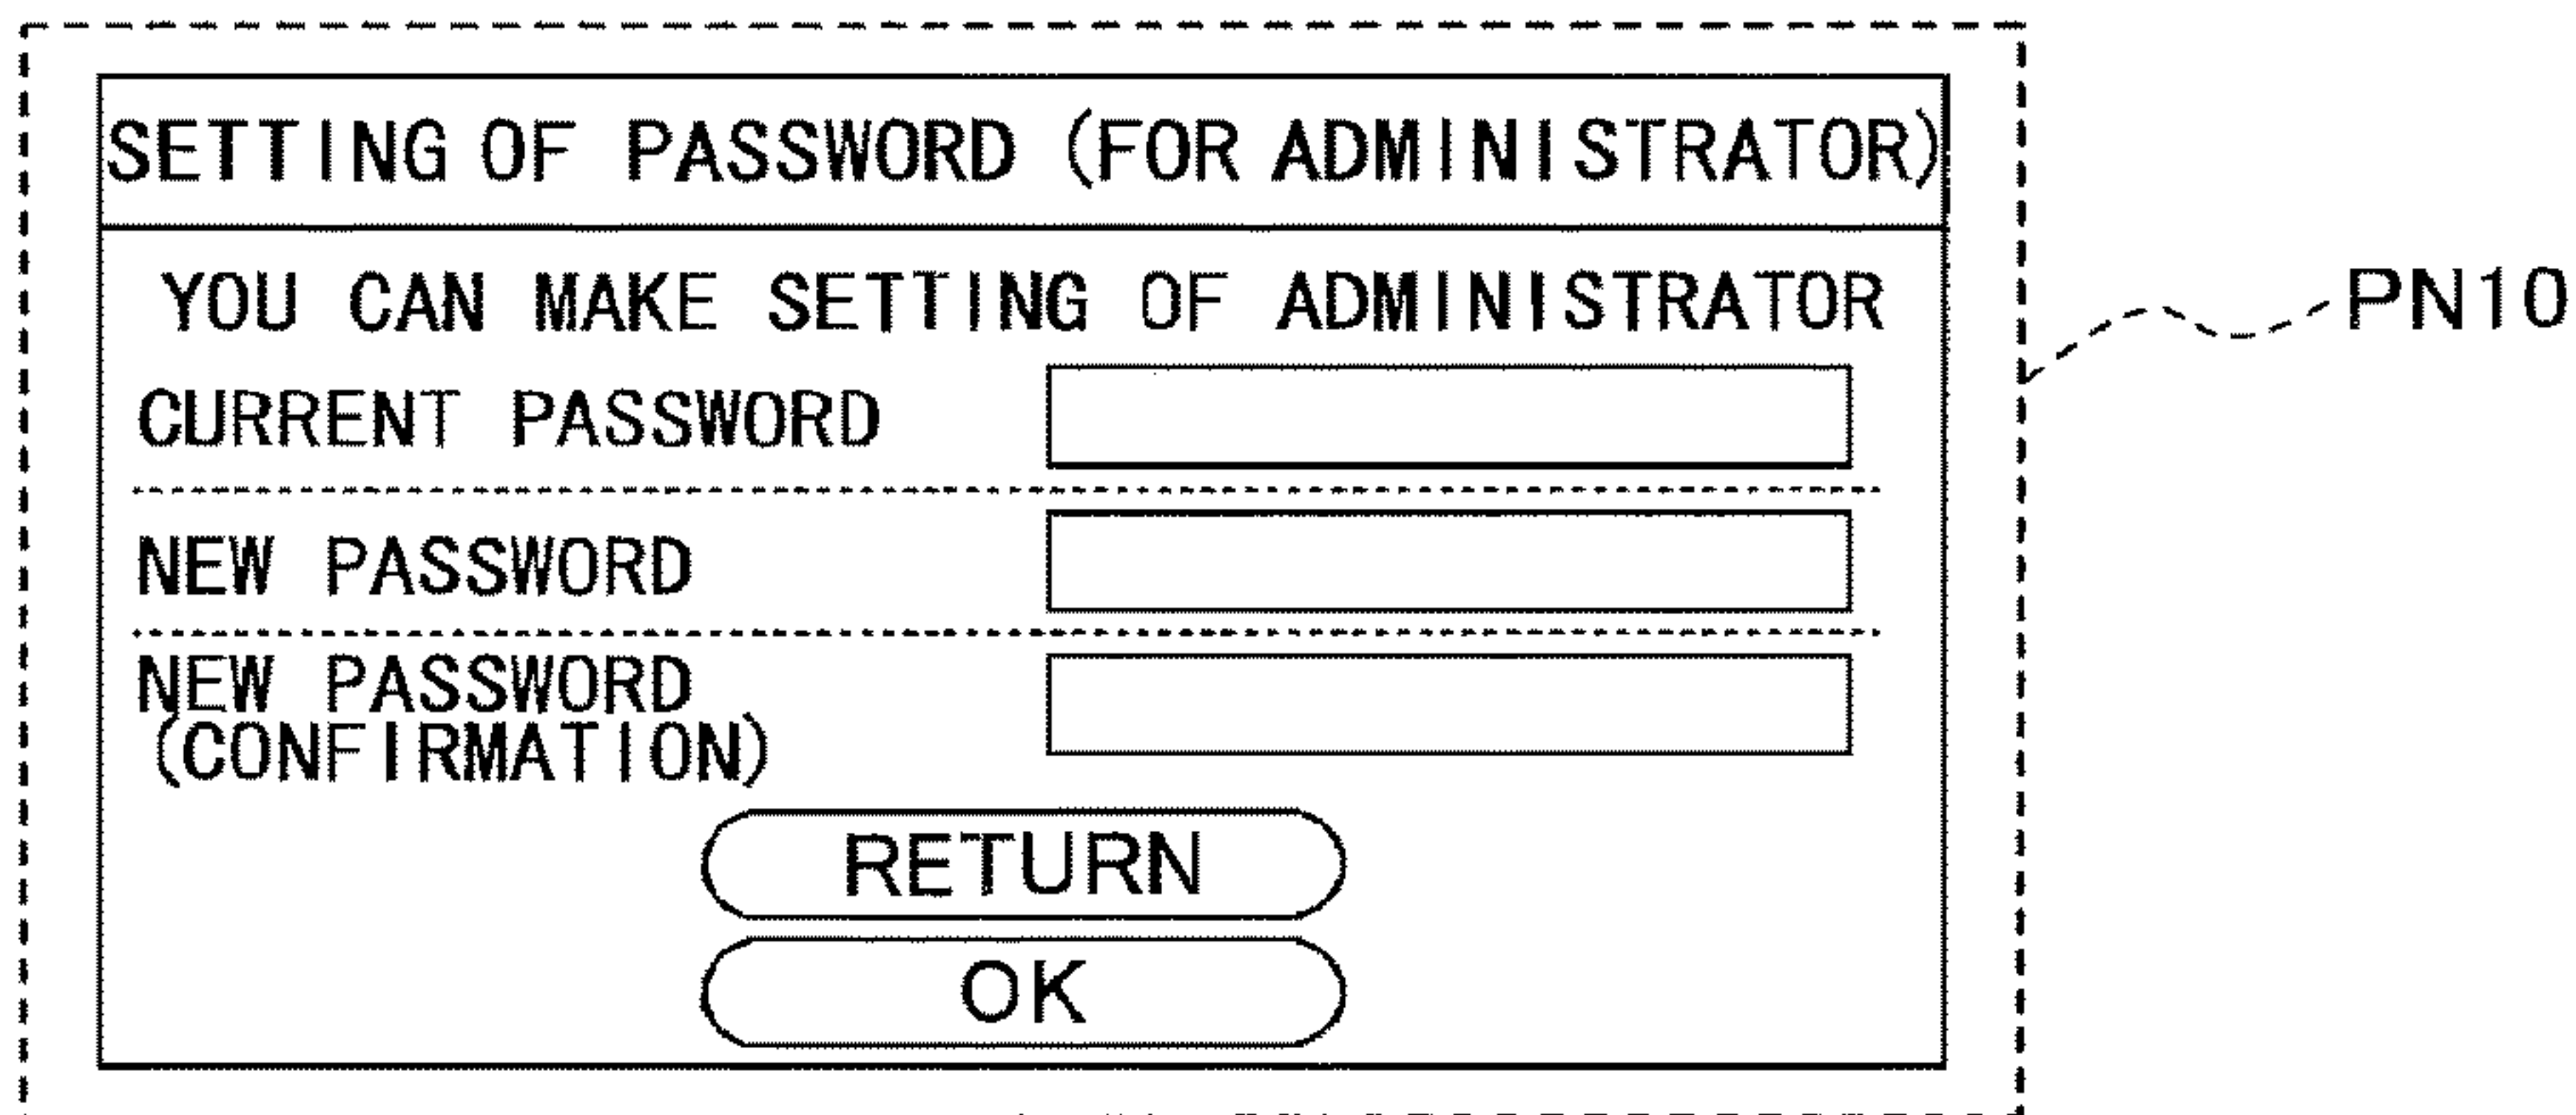 SETTING OF PASSWORD (FOR ADMINISTRATOR)
YOU CAN MAKE SETTING OF ADMINISTRATOR
PN10
CURRENT PASSWORD
NEW PASSWORD
NEW PASSWORD
(CONFIRMATION)
RETURN
OK